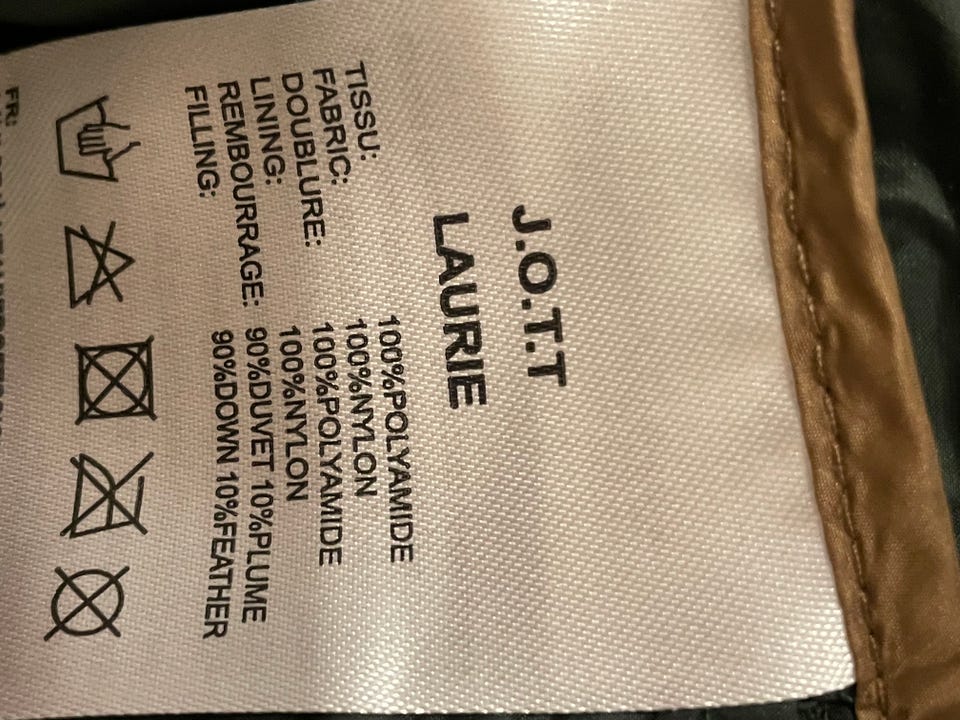 J.O.T.T
LAURIE
TISSU: 100%POLYAMIDE
FABRIC: 100%NYLON
DOUBLURE: 100%POLYAMIDE
LINING: 100%NYLON
REMBOURRAGE: 90%DUVET 10%PLUME
FILLING: 90%DOWN 10%FEATHER
FR: